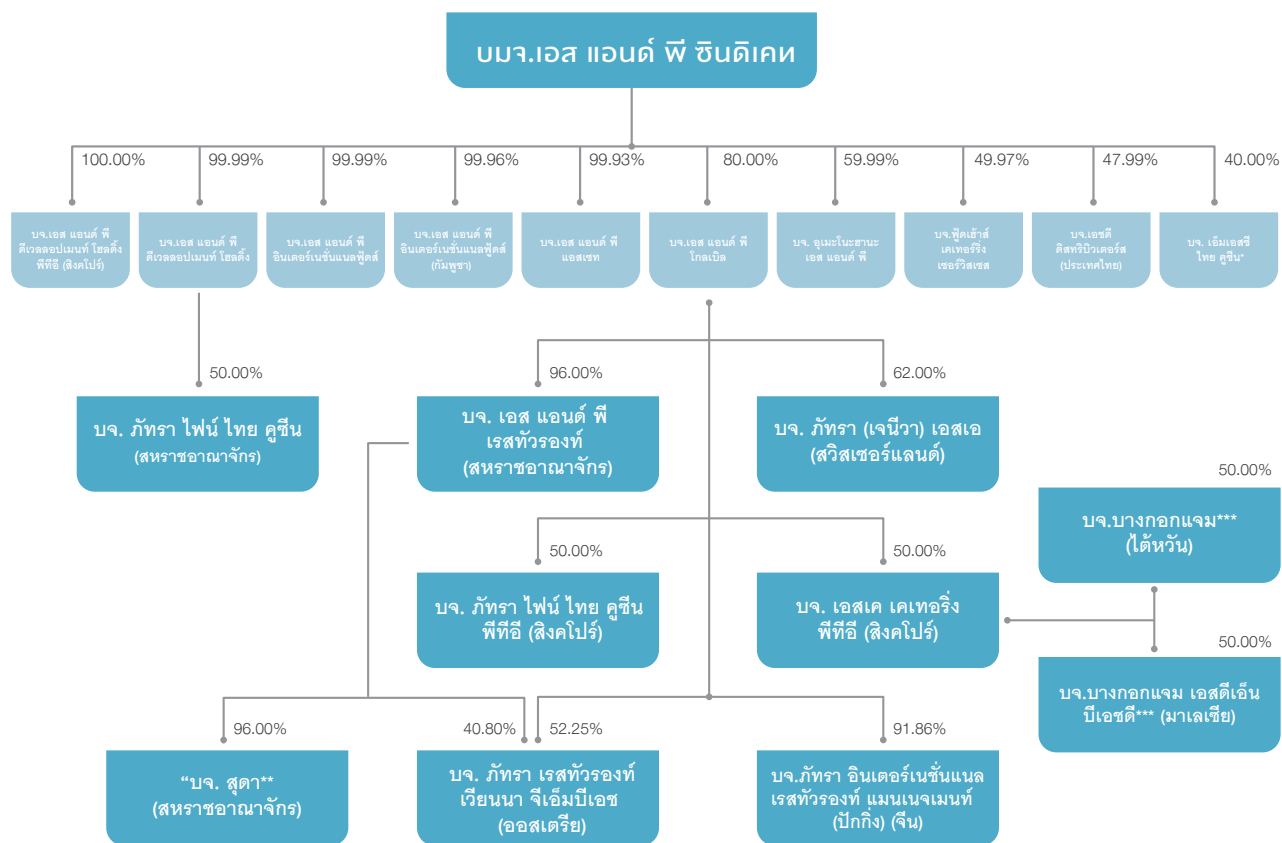 บมจ.เอส แอนด์ พี ซินดิเคท
100.00%
99.99%
99.99%
99.96%
99.93%
80.00%
59.99%
49.97%
47.99%
40.00%
บจ.เอส แอนด์ พี
ดีเวลลอปเมนท์ โฮลดิ้ง
พีทีอี (สิงคโปร์)
บจ.เอส แอนด์ พี
ดีเวลลอปเมนท์ โฮลดิ้ง
บจ.เอส แอนด์ พี
อินเตอร์เนชั่นแนลฟู้ดส์
บจ.เอส แอนด์ พี
อินเตอร์เนชั่นแนลฟู้ดส์
(กัมพูชา)
บจ.เอส แอนด์ พี
แอสเซท
บจ.เอส แอนด์ พี
โกลเบิล
บจ. อุเมะโนะฮานะ
เอส แอนด์ พี
บจ.ฟู้ดเฮ้าส์
เคเทอร์ริ่ง
เซอร์วิสเซส
บจ.เอชดี
ดิสทริบิวเตอร์ส
(ประเทศไทย)
บจ. เอ็มเอสซี
ไทย คูซีน*
50.00%
96.00%
62.00%
บจ. ภัทรา ไฟน์ ไทย คูซีน
(สหราชอาณาจักร)
บจ. เอส แอนด์ พี
เรสทัวรองท์
(สหราชอาณาจักร)
บจ. ภัทรา (เจนีวา) เอสเอ
(สวิสเซอร์แลนด์)
50.00%
บจ.บางกอกแจม***
(ไต้หวัน)
50.00%
50.00%
บจ. ภัทรา ไฟน์ ไทย คูซีน
พีทีอี (สิงคโปร์)
บจ. เอสเค เคเทอริ่ง
พีทีอี (สิงคโปร์)
50.00%
บจ.บางกอกแจม เอสดีเอ็น
บีเอชดี*** (มาเลเซีย)
96.00%
40.80%
52.25%
91.86%
“บจ. สุดา**
(สหราชอาณาจักร)
บจ. ภัทรา เรสทัวรองท์
เวียนนา จีเอ็มบีเอช
(ออสเตรีย)
บจ.ภัทรา อินเตอร์เนชั่นแนล
เรสทัวรองท์ แมนเนจเมนท์
(ปักกิ่ง) (จีน)